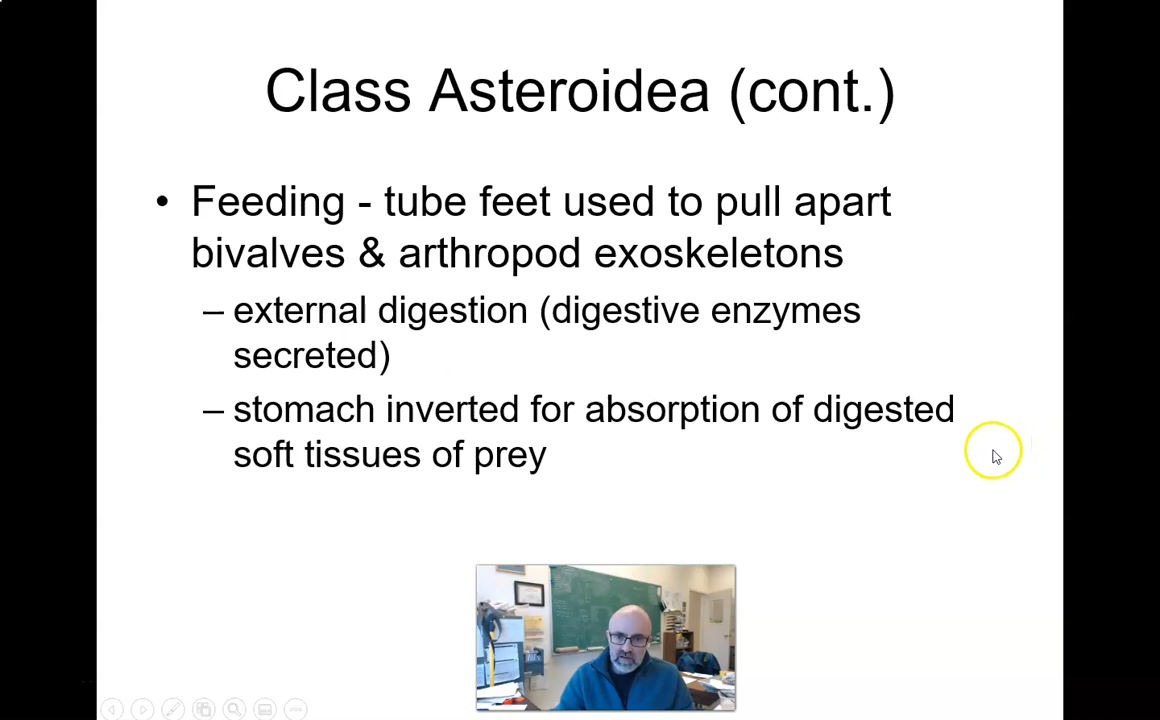 Class Asteroidea (cont.)
• Feeding - tube feet used to pull apart
bivalves & arthropod exoskeletons
– external digestion (digestive enzymes
secreted)
– stomach inverted for absorption of digested
soft tissues of prey